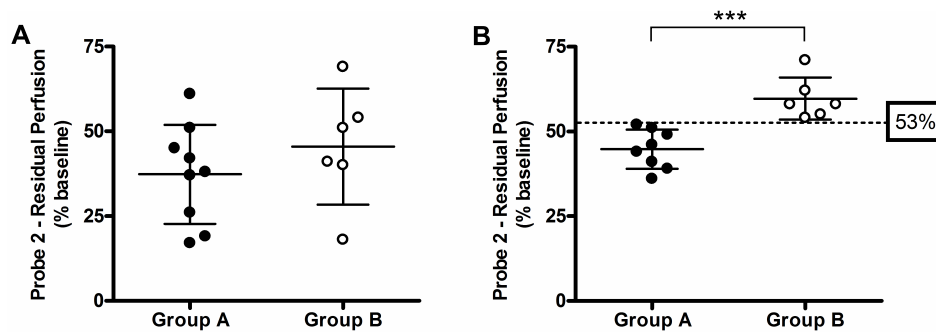 A
Probe 2 - Residual Perfusion
(% baseline)
75
50
25
0
Group A
Group B
B
Probe 2 - Residual Perfusion
(% baseline)
75
50
25
0
***
53%
Group A
Group B